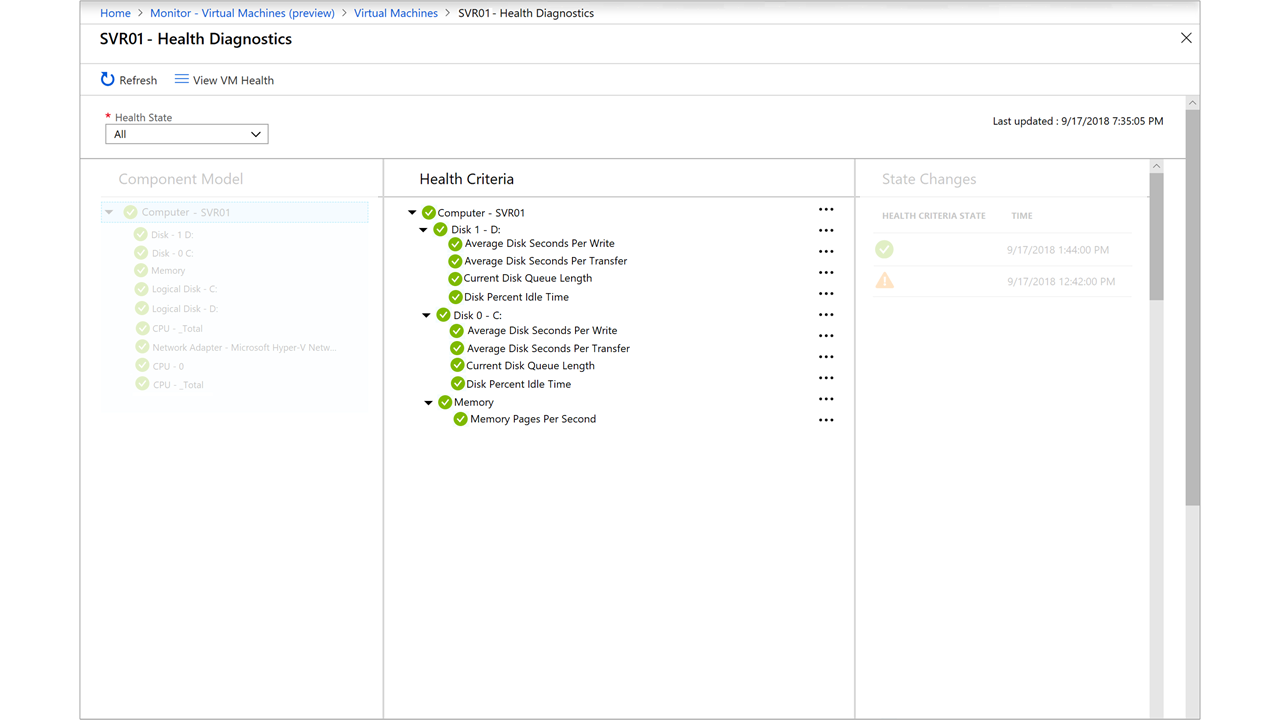 Home > Monitor - Virtual Machines (preview) > Virtual Machines > SVR01 - Health Diagnostics
SVR01 - Health Diagnostics
Refresh View VM Health
* Health State
All
Last updated : 9/17/2018 7:35:05 PM
Component Model
Computer - SVR01
Disk - 1 D:
Disk - 0 C:
Memory
Logical Disk - C:
Logical Disk - D:
CPU - _Total
Network Adapter - Microsoft Hyper-V Netw...
CPU - 0
CPU - _Total
Health Criteria
Computer - SVR01
Disk 1 - D:
Average Disk Seconds Per Write
Average Disk Seconds Per Transfer
Current Disk Queue Length
Disk Percent Idle Time
Disk 0 - C:
Average Disk Seconds Per Write
Average Disk Seconds Per Transfer
Current Disk Queue Length
Disk Percent Idle Time
Memory
Memory Pages Per Second
State Changes
HEALTH CRITERIA STATE TIME
9/17/2018 1:44:00 PM
9/17/2018 12:42:00 PM